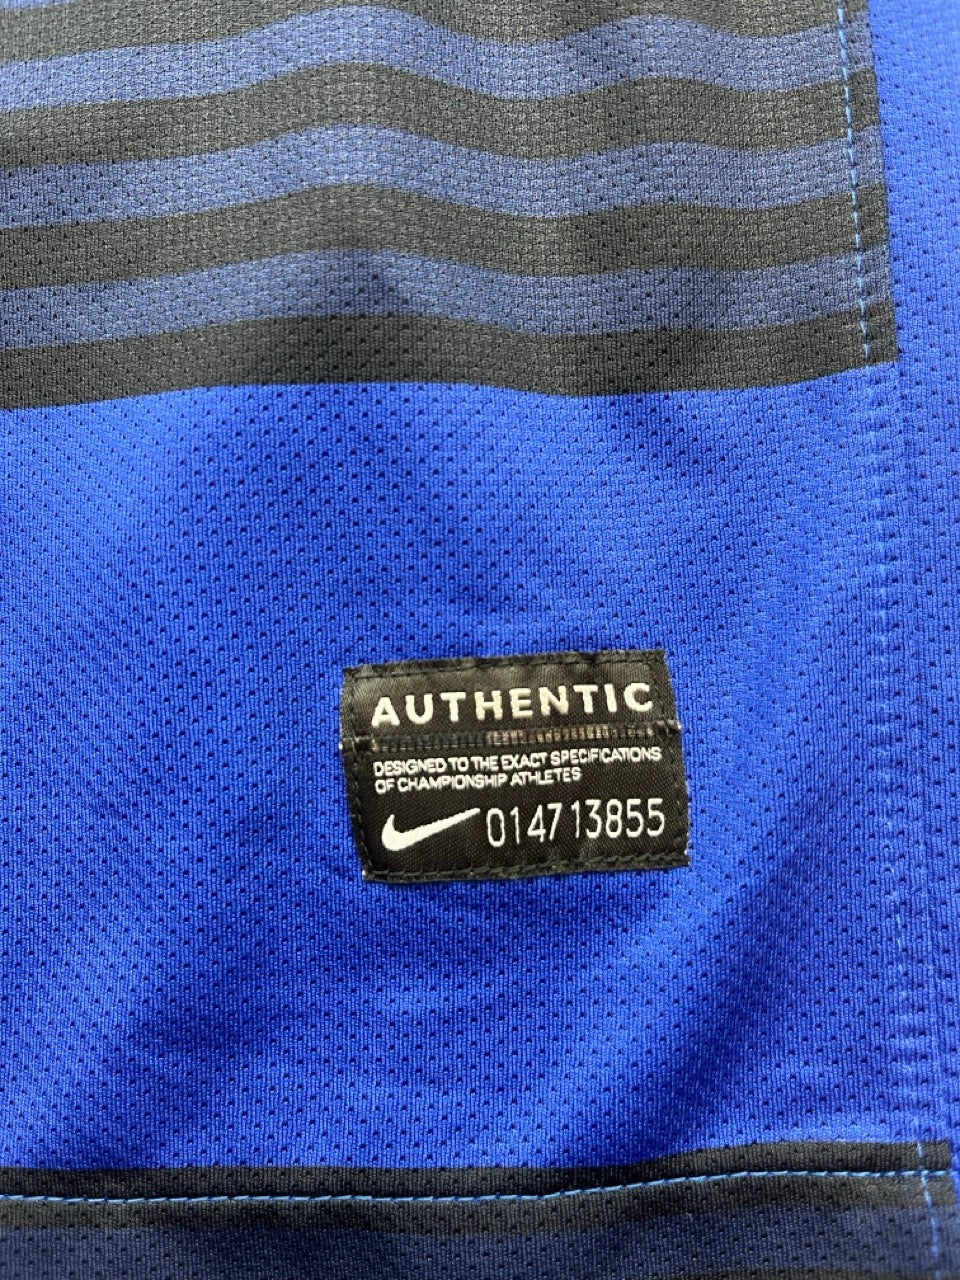 AUTHENTIC
DESIGNED TO THE EXACT SPECIFICATIONS
OF CHAMPIONSHIP ATHLETES
014713855